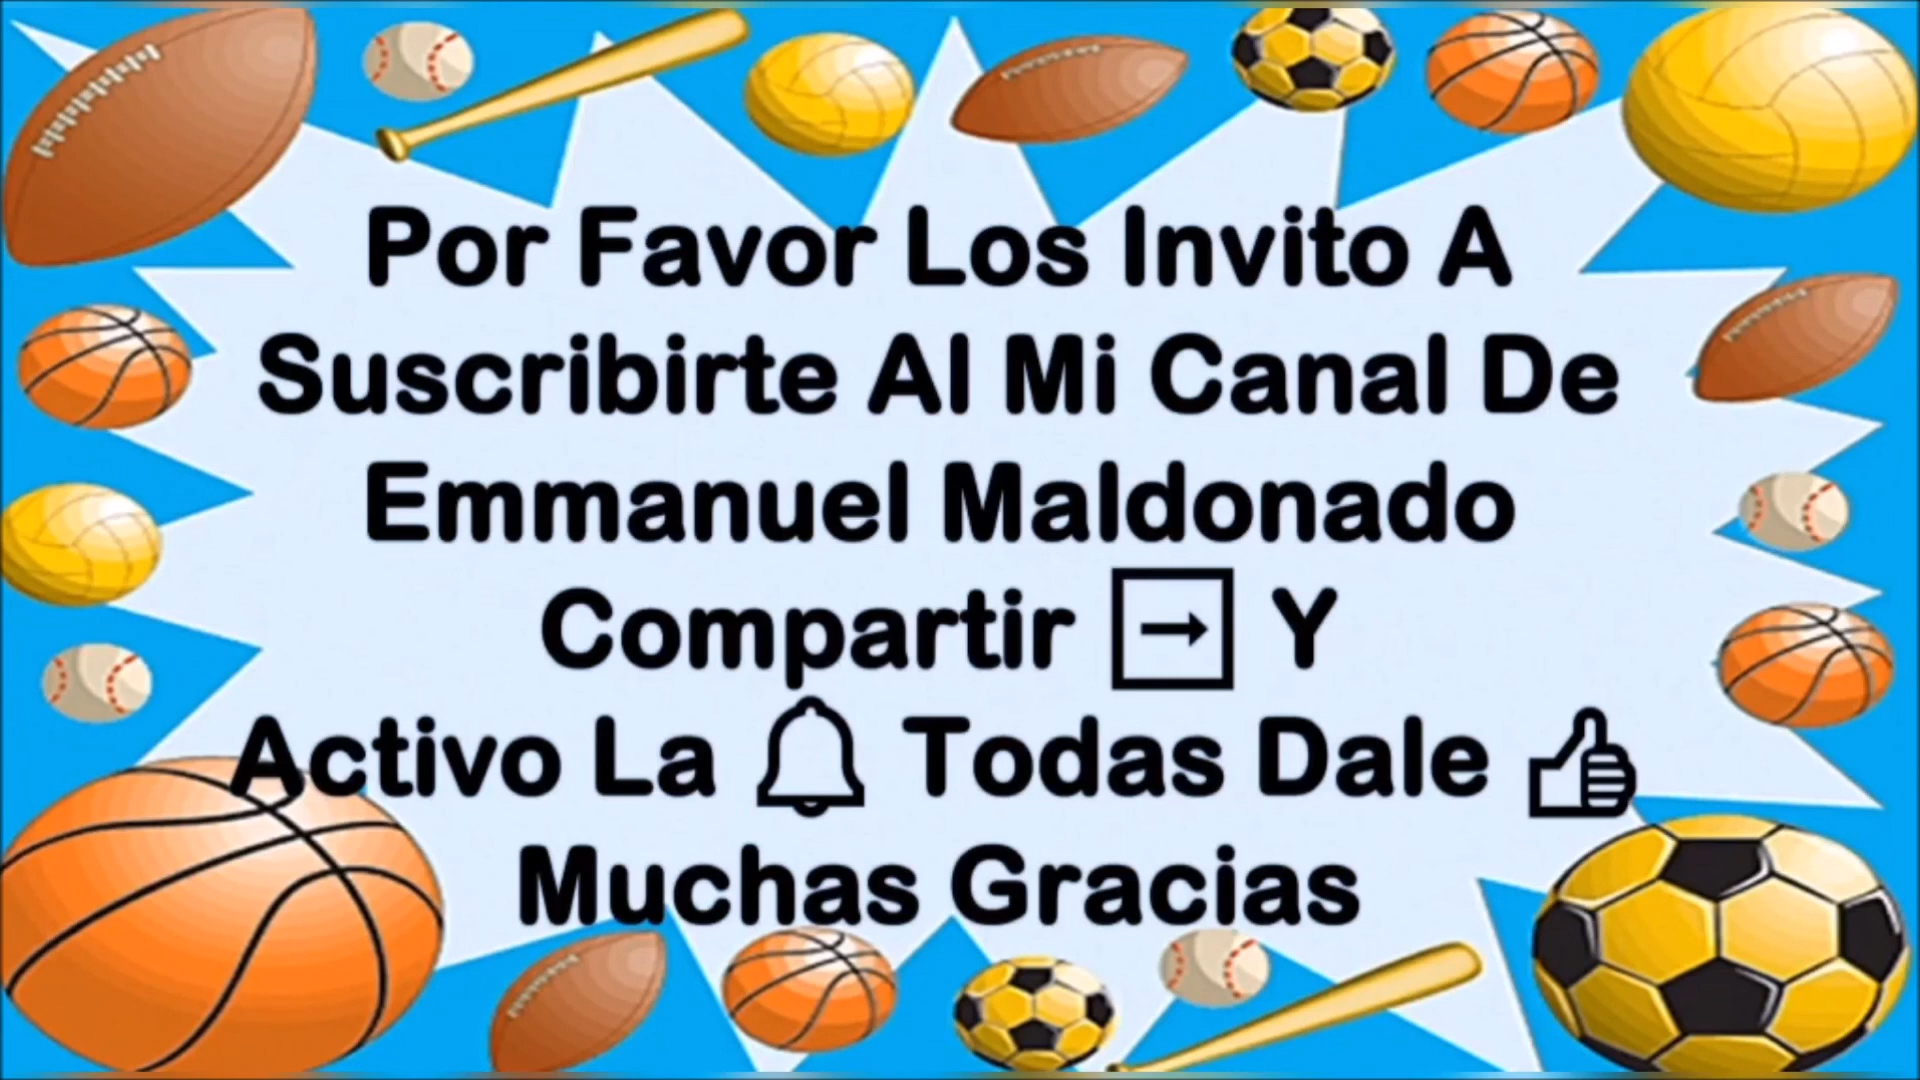 Por Favor Los Invito A
Suscribirte Al Mi Canal De
Emmanuel Maldonado
Compartir ➡ Y
Activo La 🔔 Todas Dale 👍
Muchas Gracias